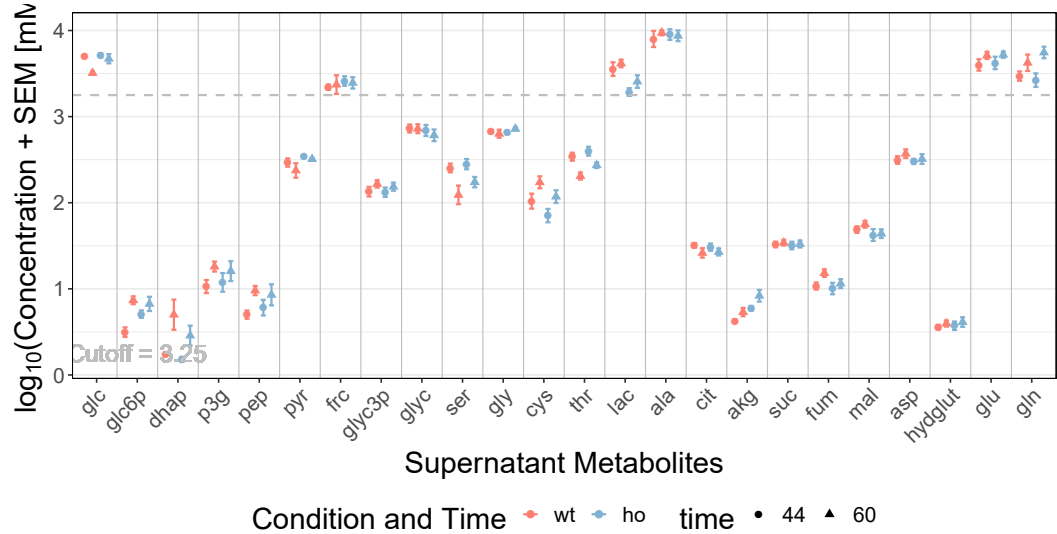 log10(Concentration + SEM [mM
4
3
2
1
0
Cutoff = 3.25
glc
glc6p
dhap
p3g
pep
pyr
frc
glyc3p
glyc
ser
gly
cys
thr
lac
ala
cit
akg
suc
fum
mal
asp
hydglut
glu
gln
Supernatant Metabolites
Condition and Time wt ho time 44 60